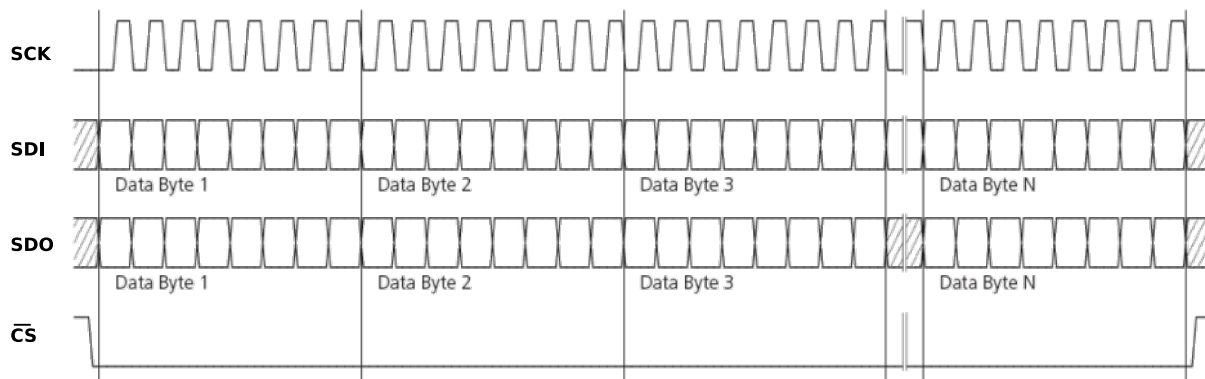 SCK
SDI
Data Byte 1 Data Byte 2 Data Byte 3 Data Byte N
SDO
Data Byte 1 Data Byte 2 Data Byte 3 Data Byte N
C̅S̅